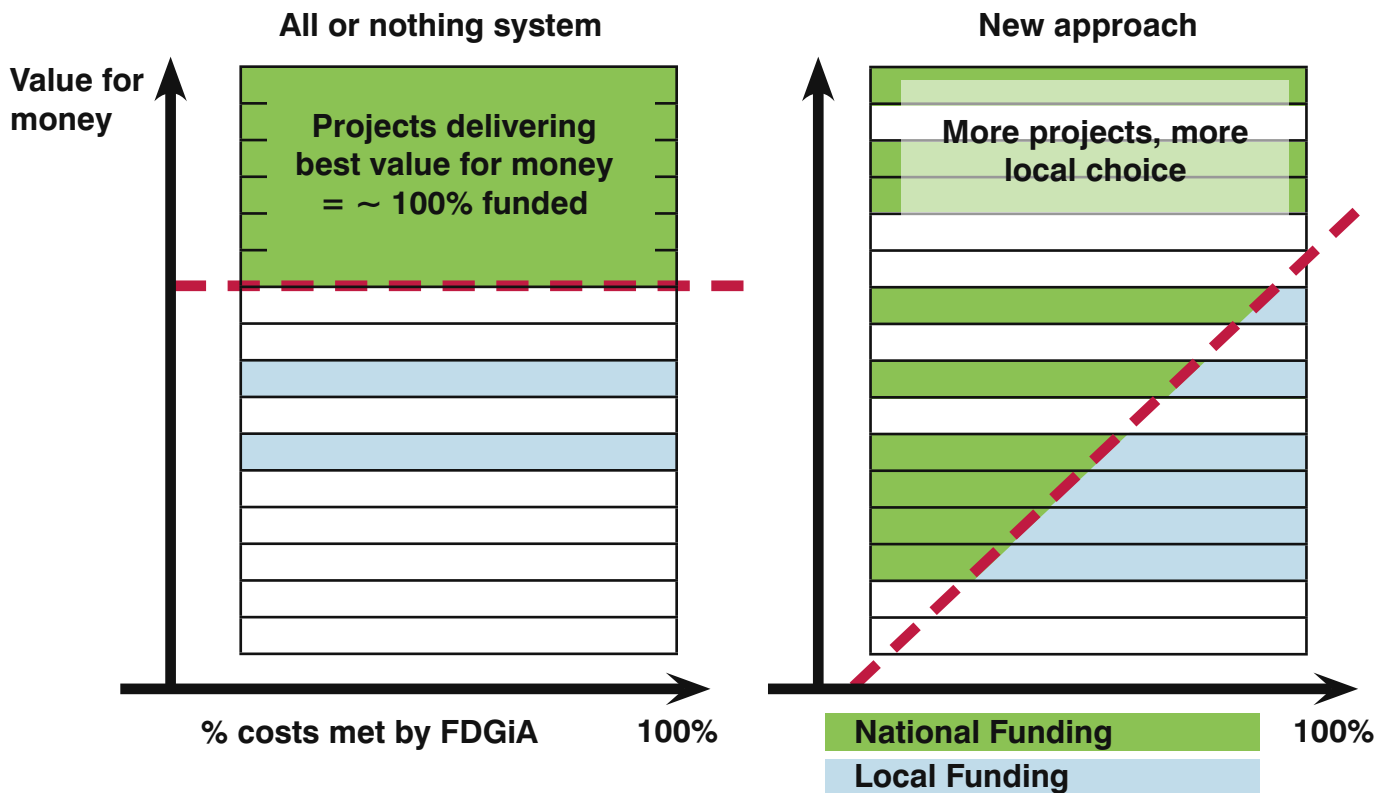 All or nothing system
New approach
Value for
money
Projects delivering
best value for money
= ~ 100% funded
More projects, more
local choice
% costs met by FDGiA
100%
100%
National Funding
Local Funding